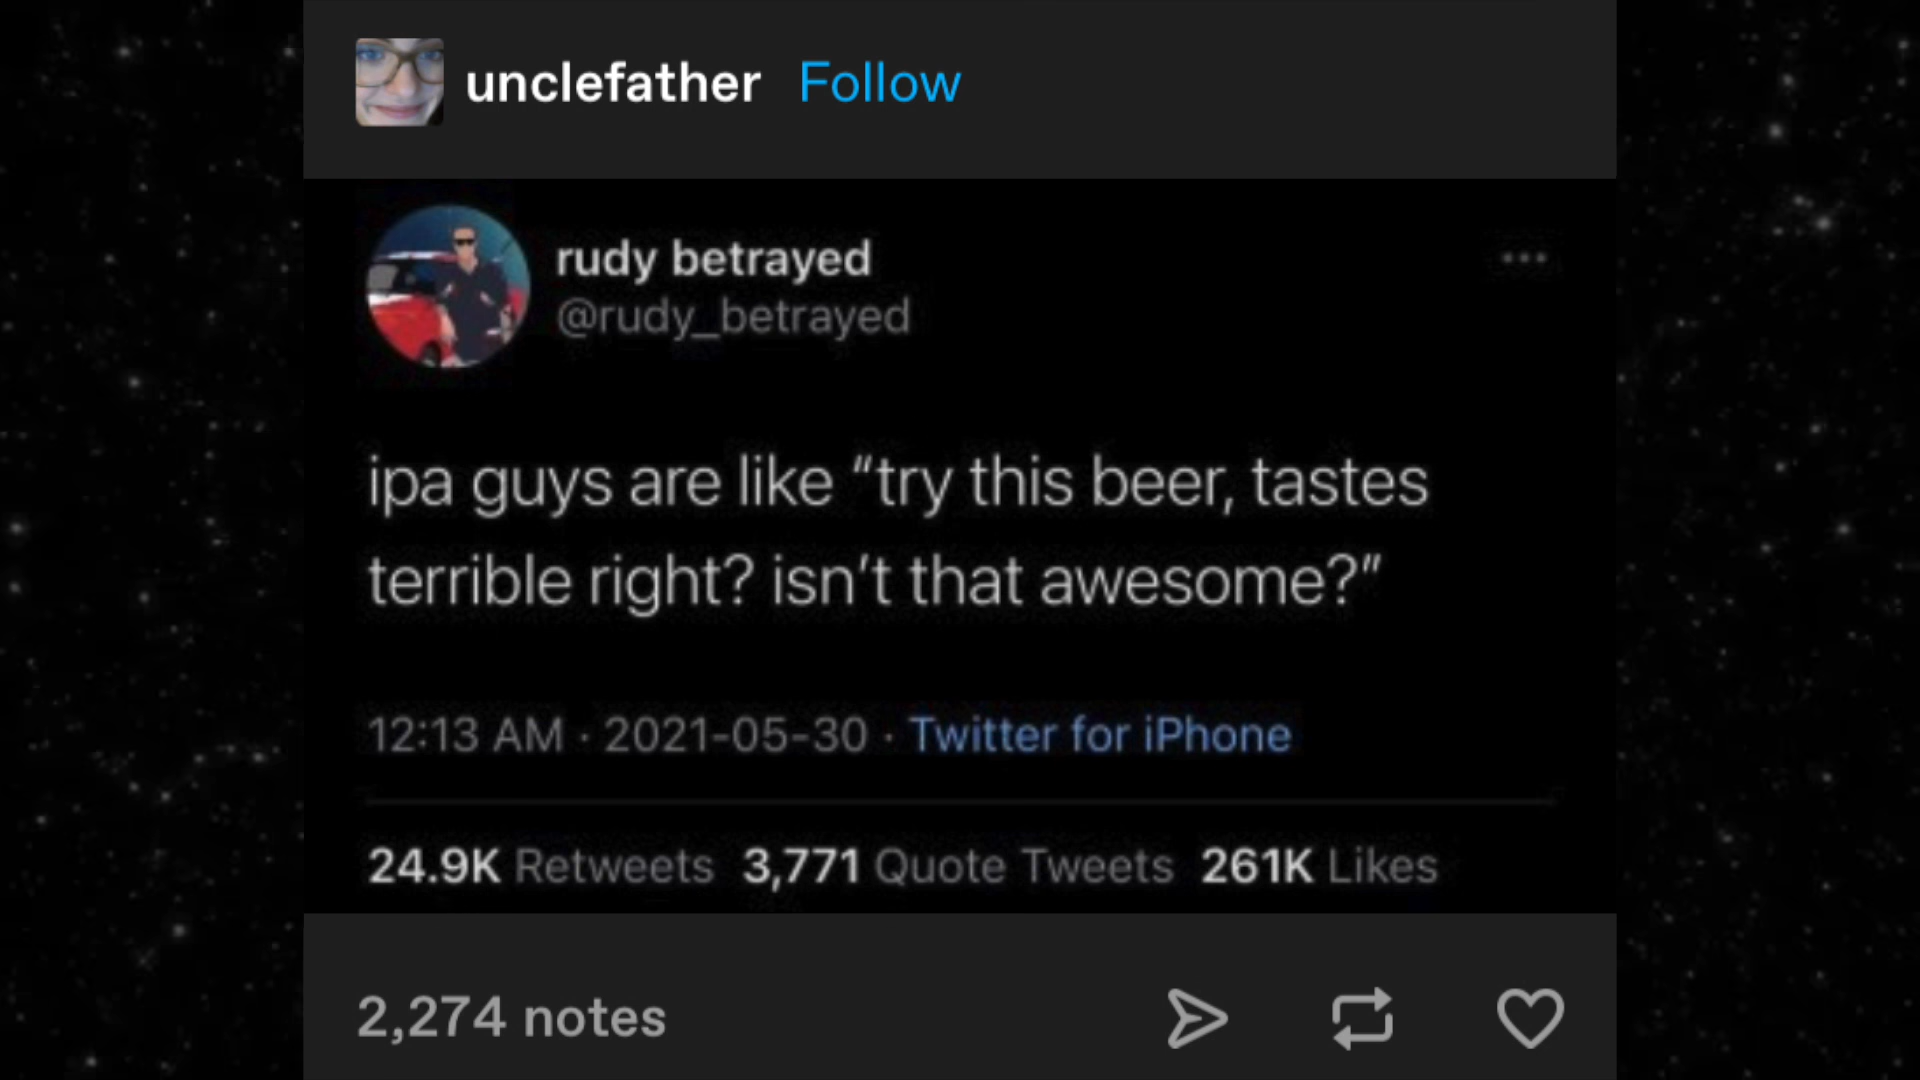 unclefather Follow
rudy betrayed
@rudy_betrayed
ipa guys are like “try this beer, tastes
terrible right? isn’t that awesome?”
12:13 AM · 2021-05-30 · Twitter for iPhone
24.9K Retweets 3,771 Quote Tweets 261K Likes
2,274 notes